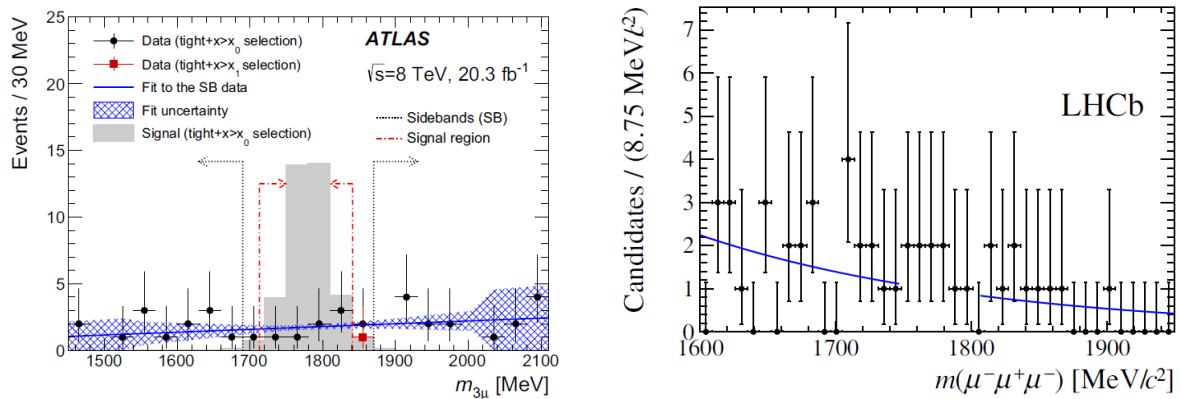 Events / 30 MeV
25
20
15
10
5
0
Data (tight+x>x₀ selection)
Data (tight+x>x₁ selection)
Fit to the SB data
Fit uncertainty
Signal (tight+x>x₀ selection)
ATLAS
√s=8 TeV, 20.3 fb⁻¹
Sidebands (SB)
Signal region
1500 1600 1700 1800 1900 2000 2100
m₃μ [MeV]
Candidates / (8.75 MeV/c²)
7
6
5
4
3
2
1
0
LHCb
1600 1700 1800 1900
m(μ⁻μ⁺μ⁻) [MeV/c²]